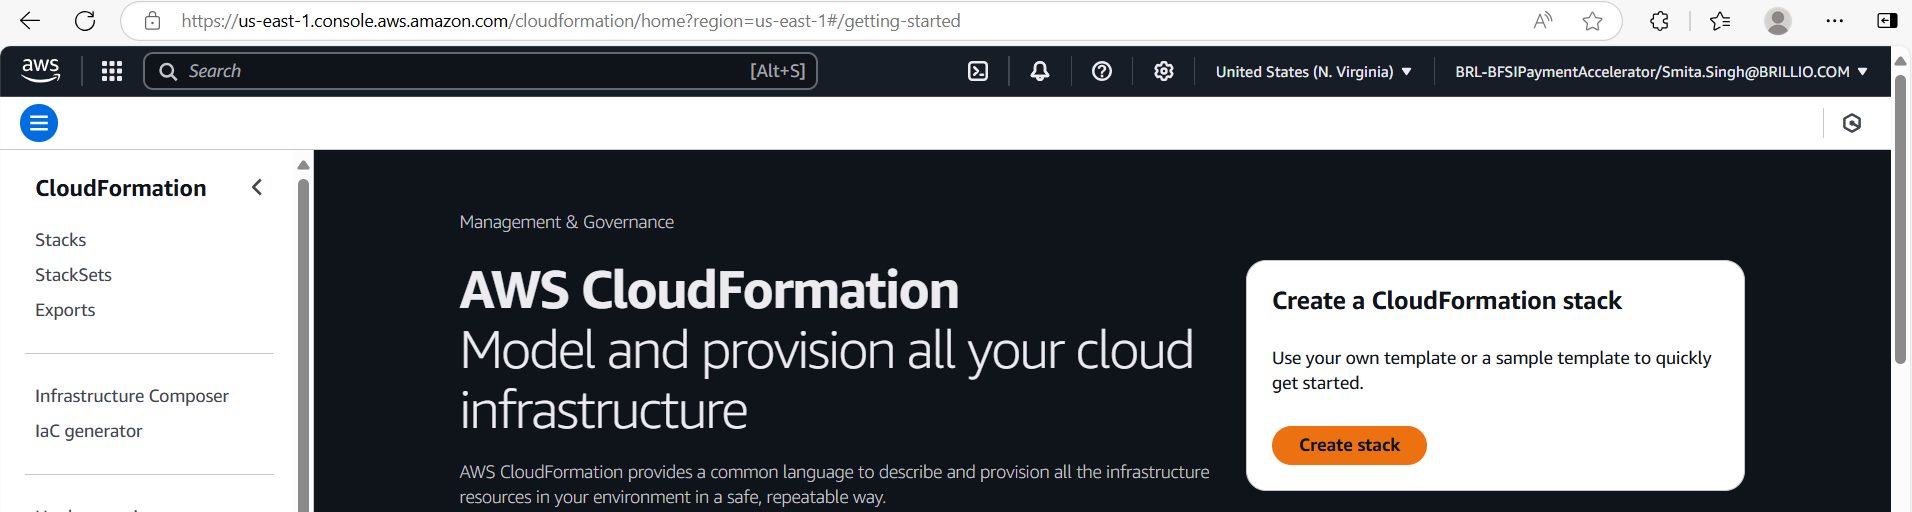 https://us-east-1.console.aws.amazon.com/cloudformation/home?region=us-east-1#/getting-started
aws
Search
[Alt+S]
United States (N. Virginia)
BRL-BFSIPaymentAccelerator/Smita.Singh@BRILLIO.COM
CloudFormation
Stacks
StackSets
Exports
Infrastructure Composer
IaC generator
Management & Governance
AWS CloudFormation
Model and provision all your cloud
infrastructure
AWS CloudFormation provides a common language to describe and provision all the infrastructure
resources in your environment in a safe, repeatable way.
Create a CloudFormation stack
Use your own template or a sample template to quickly
get started.
Create stack